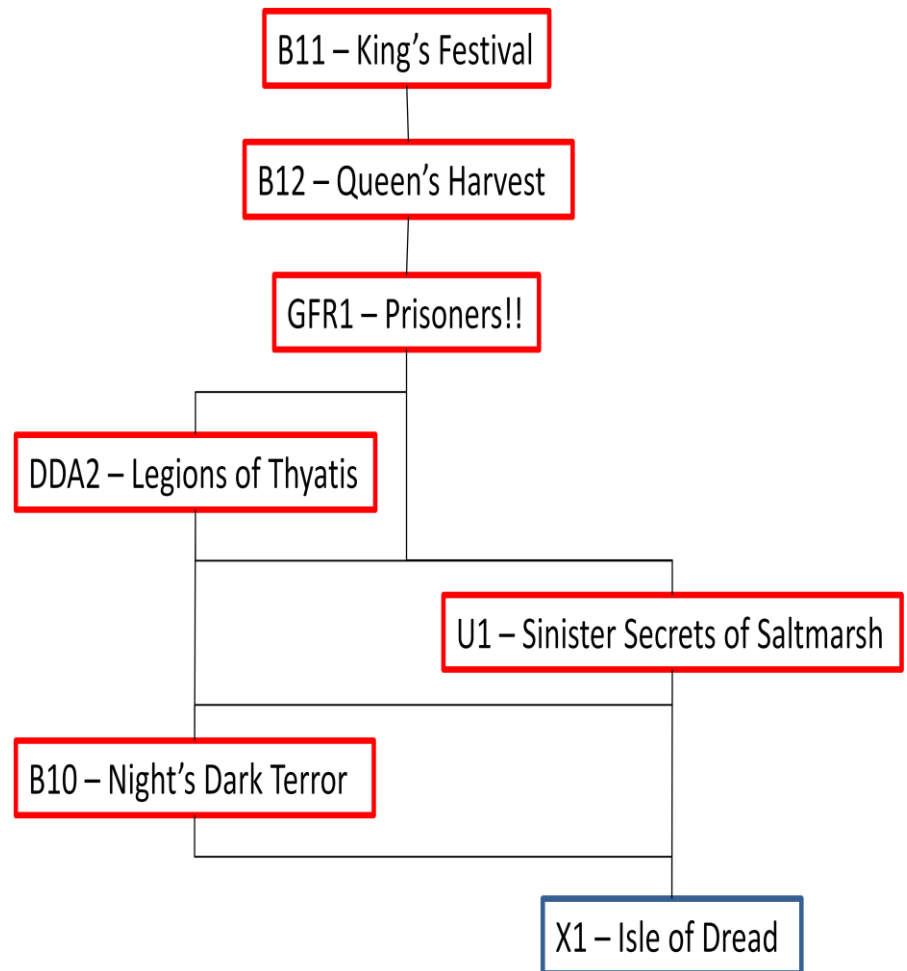 B11 – King’s Festival
B12 – Queen’s Harvest
GFR1 – Prisoners!!
DDA2 – Legions of Thyatis
U1 – Sinister Secrets of Saltmarsh
B10 – Night’s Dark Terror
X1 – Isle of Dread